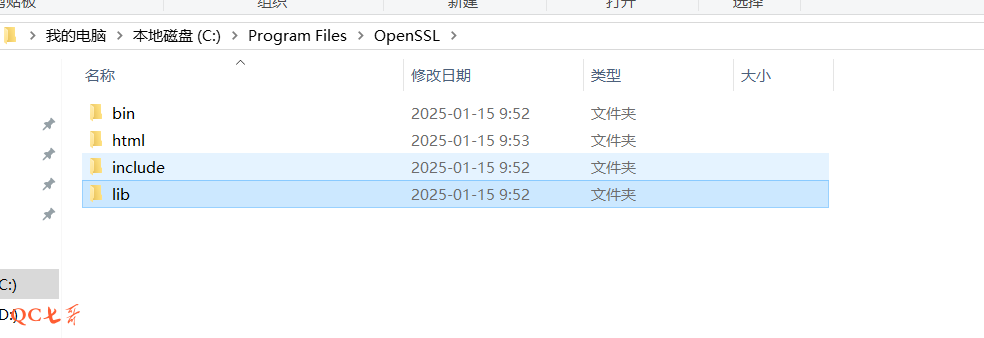 剪贴板 组织 新建 打开 选择
我的电脑 本地磁盘 (C:) Program Files OpenSSL
名称 修改日期 类型 大小
bin 2025-01-15 9:52 文件夹
html 2025-01-15 9:53 文件夹
include 2025-01-15 9:52 文件夹
lib 2025-01-15 9:52 文件夹
C:)
D:)
QC七哥